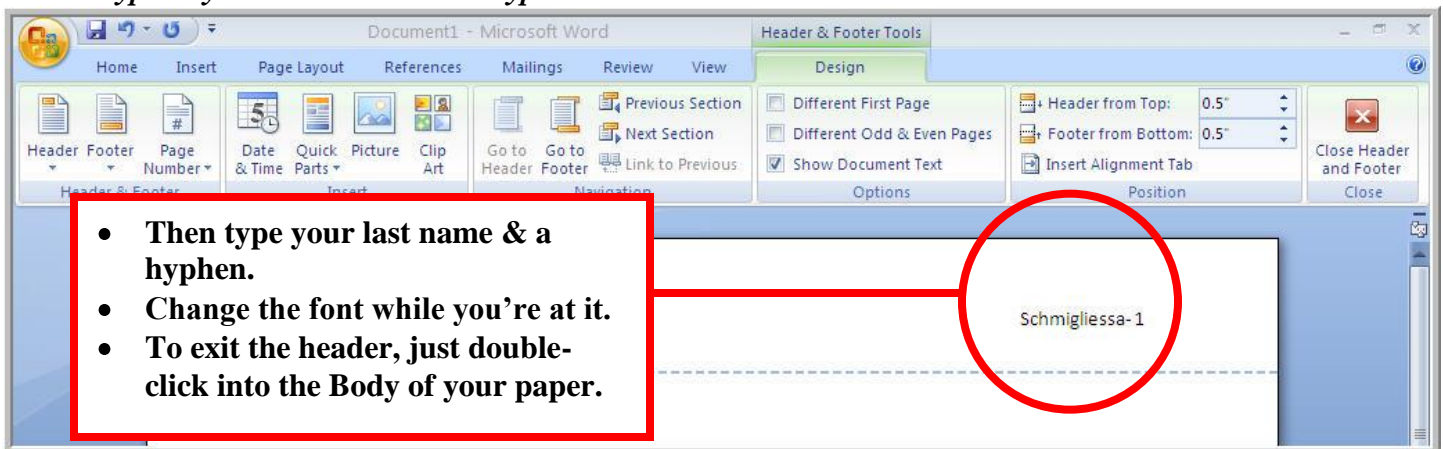 Document1 - Microsoft Word
Header & Footer Tools
Home Insert Page Layout References Mailings Review View Design
Header Footer Page Number
Date & Time Quick Parts Picture Clip Art
Go to Header Go to Footer
Previous Section
Next Section
Link to Previous
Different First Page
Different Odd & Even Pages
Show Document Text
Header from Top: 0.5"
Footer from Bottom: 0.5"
Insert Alignment Tab
Close Header and Footer
Header & Footer Insert Navigation Options Position Close
• Then type your last name & a
hyphen.
• Change the font while you’re at it.
• To exit the header, just double-
click into the Body of your paper.
Schmigliessa-1